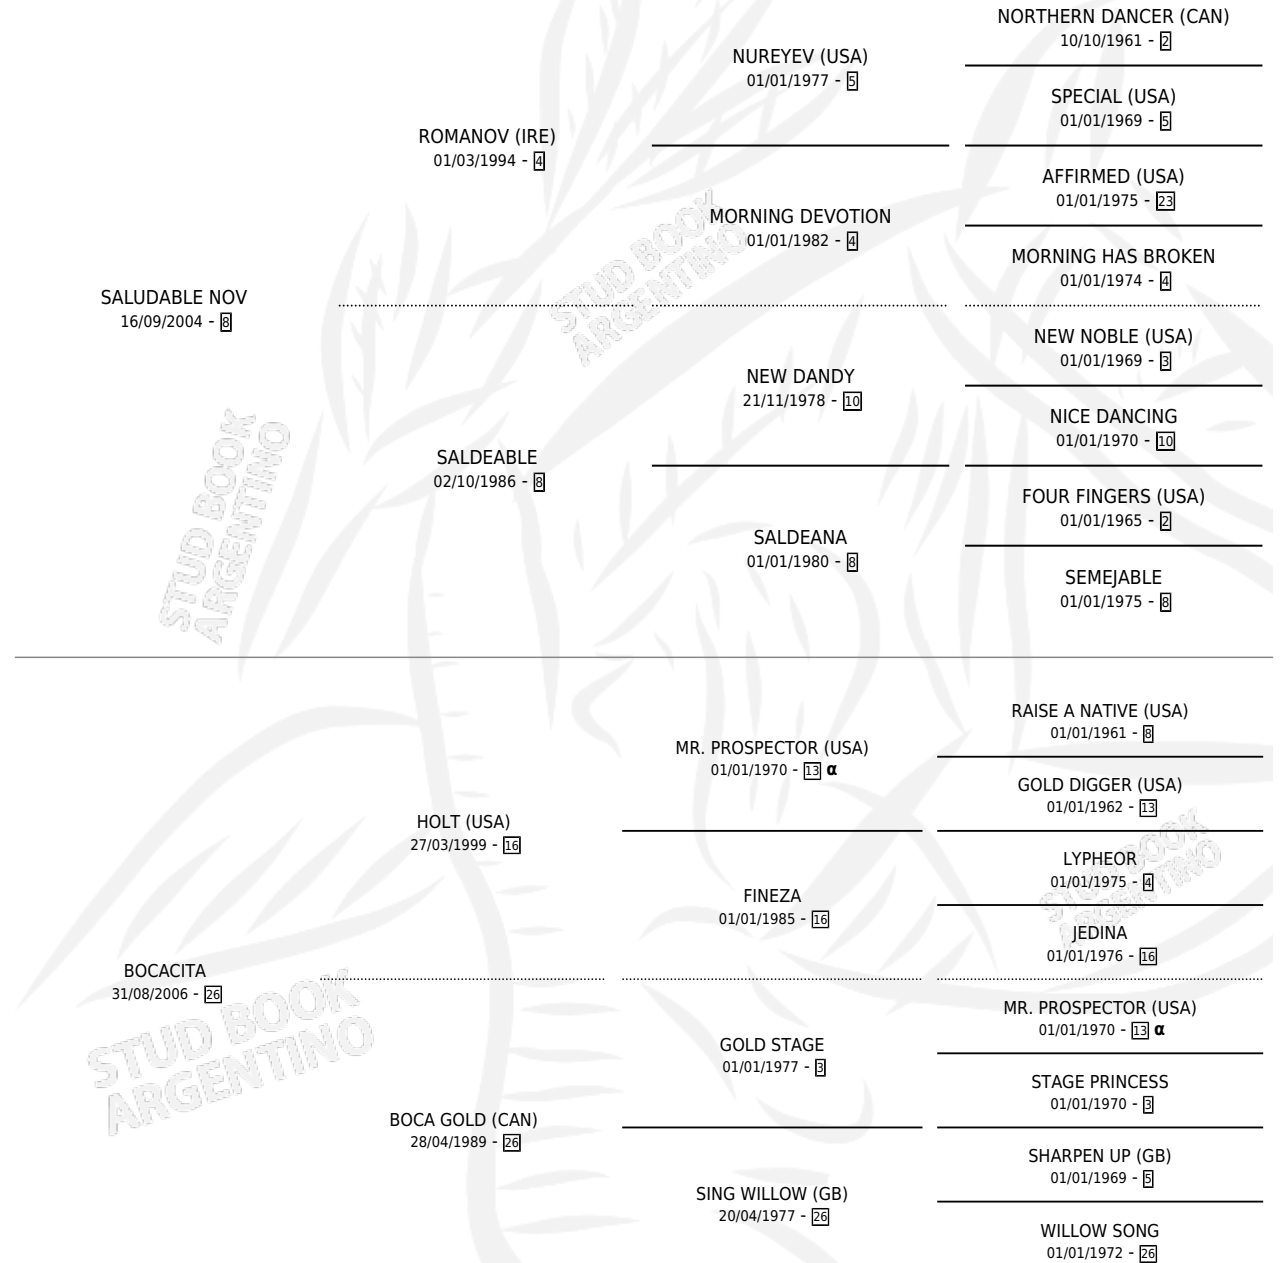 NORTHERN DANCER (CAN)
10/10/1961 - 2
NUREYEV (USA)
01/01/1977 - 5
SPECIAL (USA)
01/01/1969 - 5
ROMANOV (IRE)
01/03/1994 - 4
AFFIRMED (USA)
01/01/1975 - 23
MORNING DEVOTION
01/01/1982 - 4
MORNING HAS BROKEN
01/01/1974 - 4
SALUDABLE NOV
16/09/2004 - 8
NEW NOBLE (USA)
01/01/1969 - 3
NEW DANDY
21/11/1978 - 10
NICE DANCING
01/01/1970 - 10
SALDEABLE
02/10/1986 - 8
FOUR FINGERS (USA)
01/01/1965 - 2
SALDEANA
01/01/1980 - 8
SEMEJABLE
01/01/1975 - 8
STUD BOOK
ARGENTINO
STUD BOOK
ARGENTINO
RAISE A NATIVE (USA)
01/01/1961 - 8
MR. PROSPECTOR (USA)
01/01/1970 - 13 α
GOLD DIGGER (USA)
01/01/1962 - 13
HOLT (USA)
27/03/1999 - 16
LYPHEOR
01/01/1975 - 4
FINEZA
01/01/1985 - 16
JEDINA
01/01/1976 - 16
BOCACITA
31/08/2006 - 26
MR. PROSPECTOR (USA)
01/01/1970 - 13 α
GOLD STAGE
01/01/1977 - 3
STAGE PRINCESS
01/01/1970 - 3
BOCA GOLD (CAN)
28/04/1989 - 26
SHARPEN UP (GB)
01/01/1969 - 5
SING WILLOW (GB)
20/04/1977 - 26
WILLOW SONG
01/01/1972 - 26
STUD BOOK
ARGENTINO
STUD BOOK
ARGENTINO